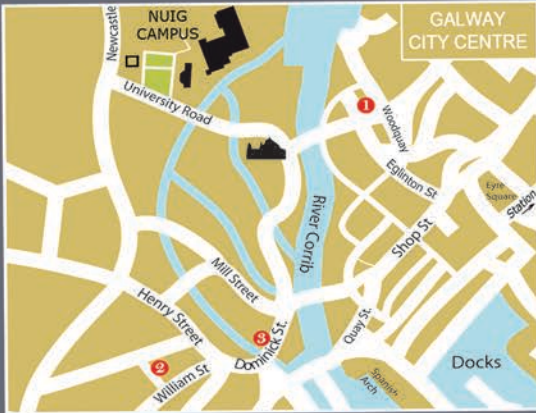 GALWAY
CITY CENTRE
NUIG
CAMPUS
Newcastle
University Road
1
Woodquay
Eglinton St
Eyre
Square
Station
River Corrib
Shop St
Mill Street
Henry Street
Quay St.
3
Dominick St.
2
William St
Spanish
Arch
Docks